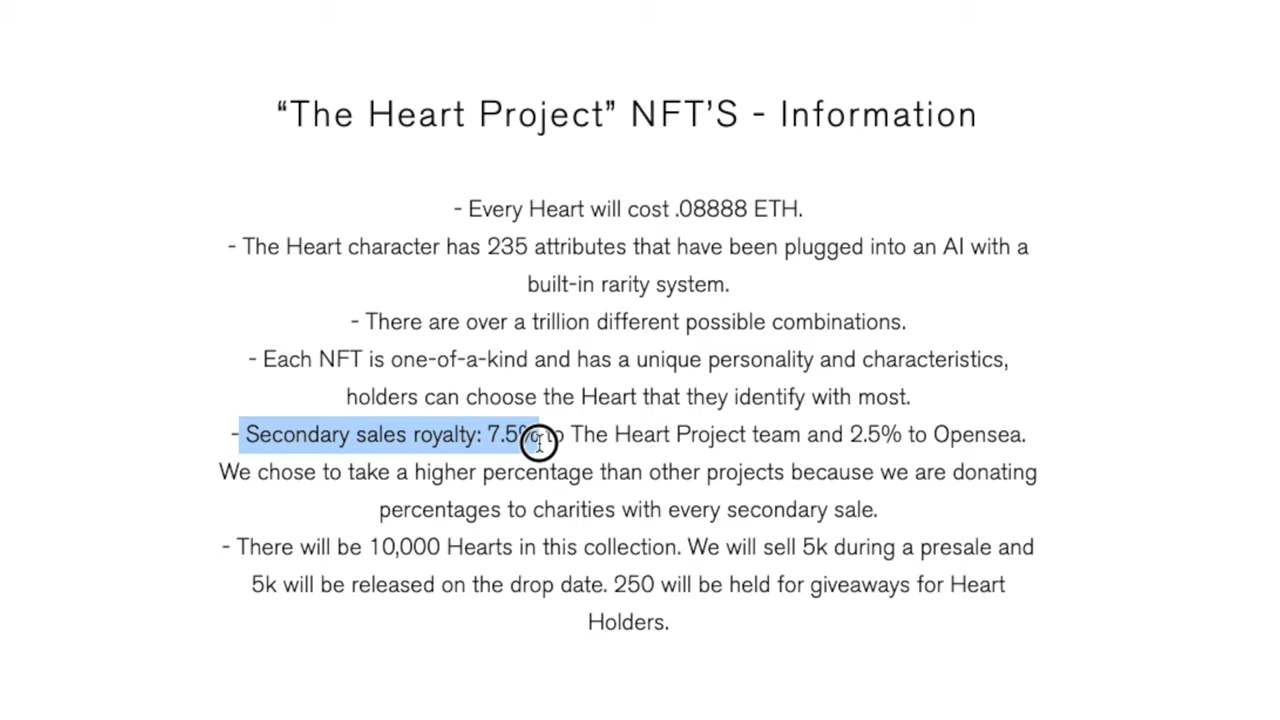 “The Heart Project” NFT’S - Information
- Every Heart will cost .08888 ETH.
- The Heart character has 235 attributes that have been plugged into an AI with a
built-in rarity system.
- There are over a trillion different possible combinations.
- Each NFT is one-of-a-kind and has a unique personality and characteristics,
holders can choose the Heart that they identify with most.
- Secondary sales royalty: 7.5% to The Heart Project team and 2.5% to Opensea.
We chose to take a higher percentage than other projects because we are donating
percentages to charities with every secondary sale.
- There will be 10,000 Hearts in this collection. We will sell 5k during a presale and
5k will be released on the drop date. 250 will be held for giveaways for Heart
Holders.